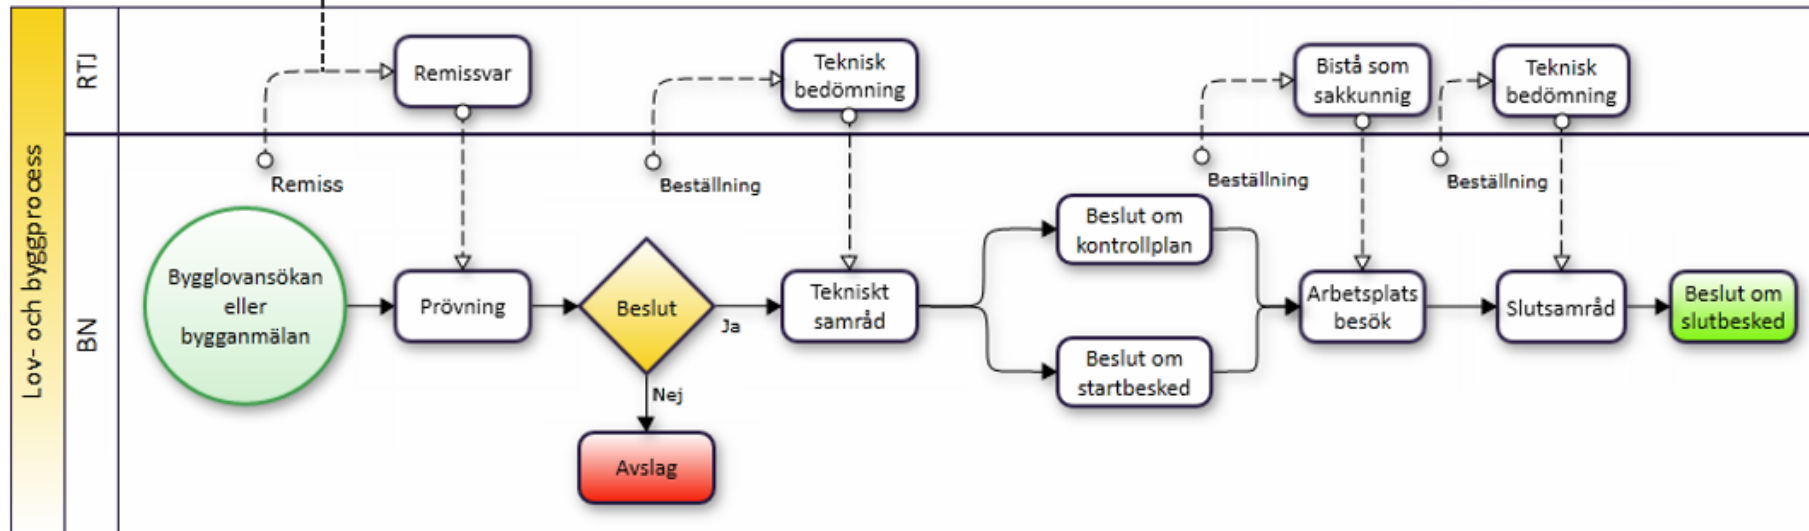 Lov- och byggprocess
RTJ
Remissvar
Teknisk
bedömning
Bistå som
sakkunnig
Teknisk
bedömning
BN
Remiss
Beställning
Beställning
Beställning
Bygglovansökan
eller
bygganmälan
Prövning
Beslut
Ja
Nej
Avslag
Tekniskt
samråd
Beslut om
kontrollplan
Beslut om
startbesked
Arbetsplats
besök
Slutsamråd
Beslut om
slutbesked